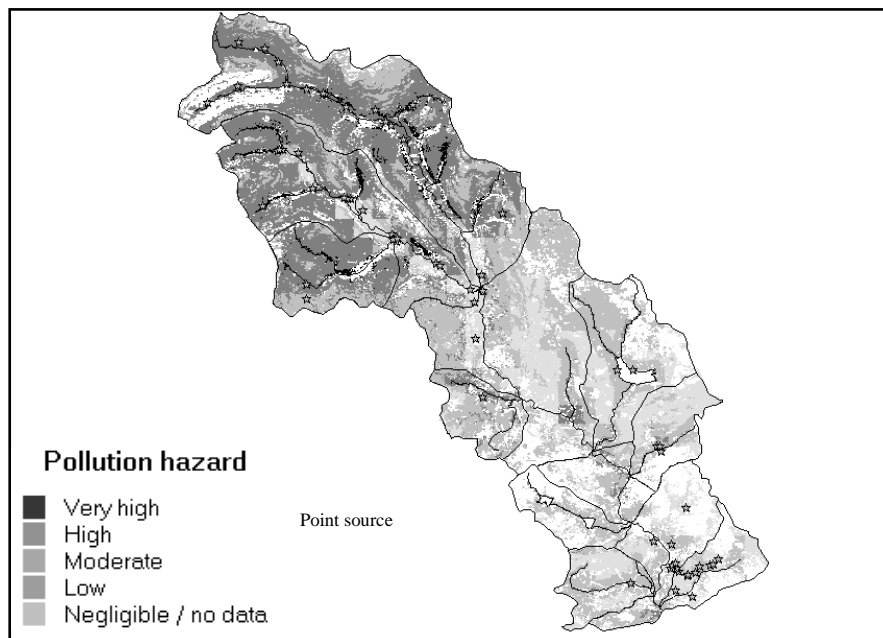 Pollution hazard
Very high
High
Moderate
Low
Negligible / no data
Point source